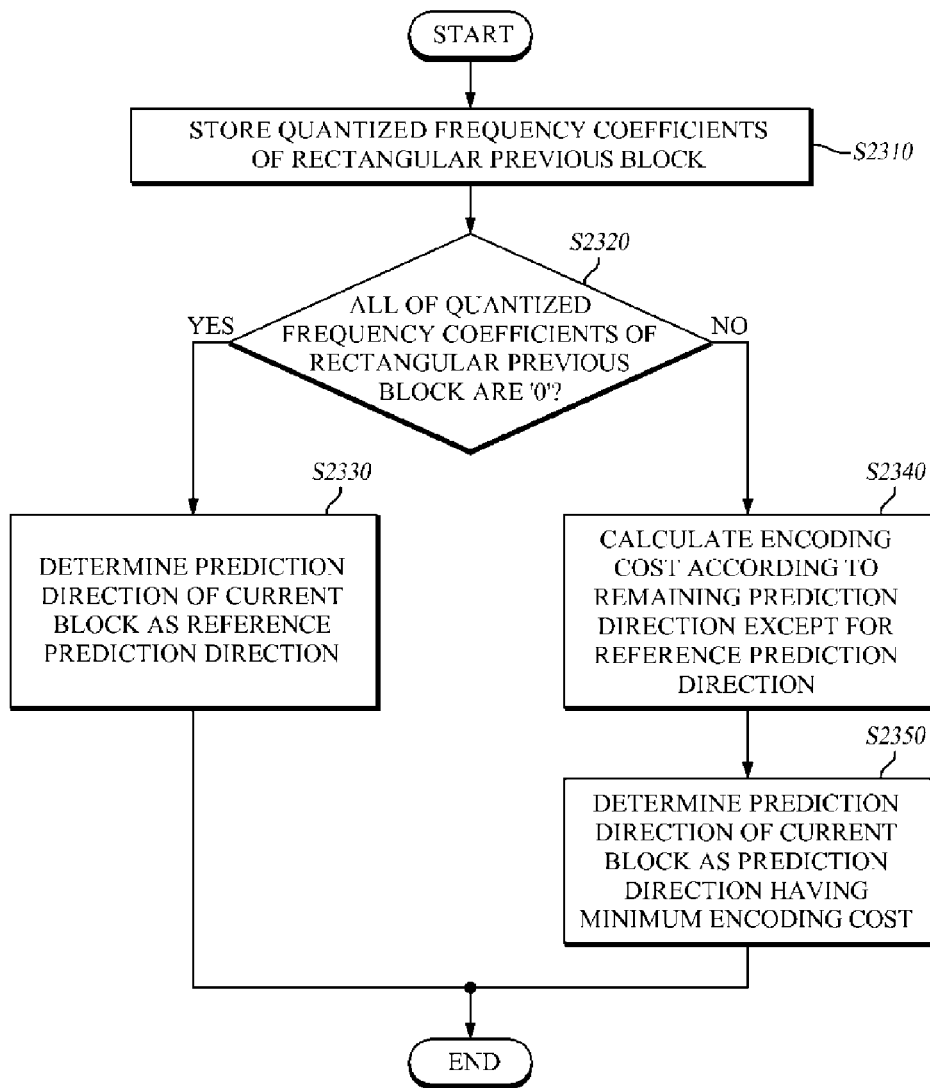 START
STORE QUANTIZED FREQUENCY COEFFICIENTS
OF RECTANGULAR PREVIOUS BLOCK
S2310
S2320
ALL OF QUANTIZED
FREQUENCY COEFFICIENTS OF
RECTANGULAR PREVIOUS
BLOCK ARE '0'?
YES
NO
S2330
DETERMINE PREDICTION
DIRECTION OF CURRENT
BLOCK AS REFERENCE
PREDICTION DIRECTION
S2340
CALCULATE ENCODING
COST ACCORDING TO
REMAINING PREDICTION
DIRECTION EXCEPT FOR
REFERENCE PREDICTION
DIRECTION
S2350
DETERMINE PREDICTION
DIRECTION OF CURRENT
BLOCK AS PREDICTION
DIRECTION HAVING
MINIMUM ENCODING COST
END